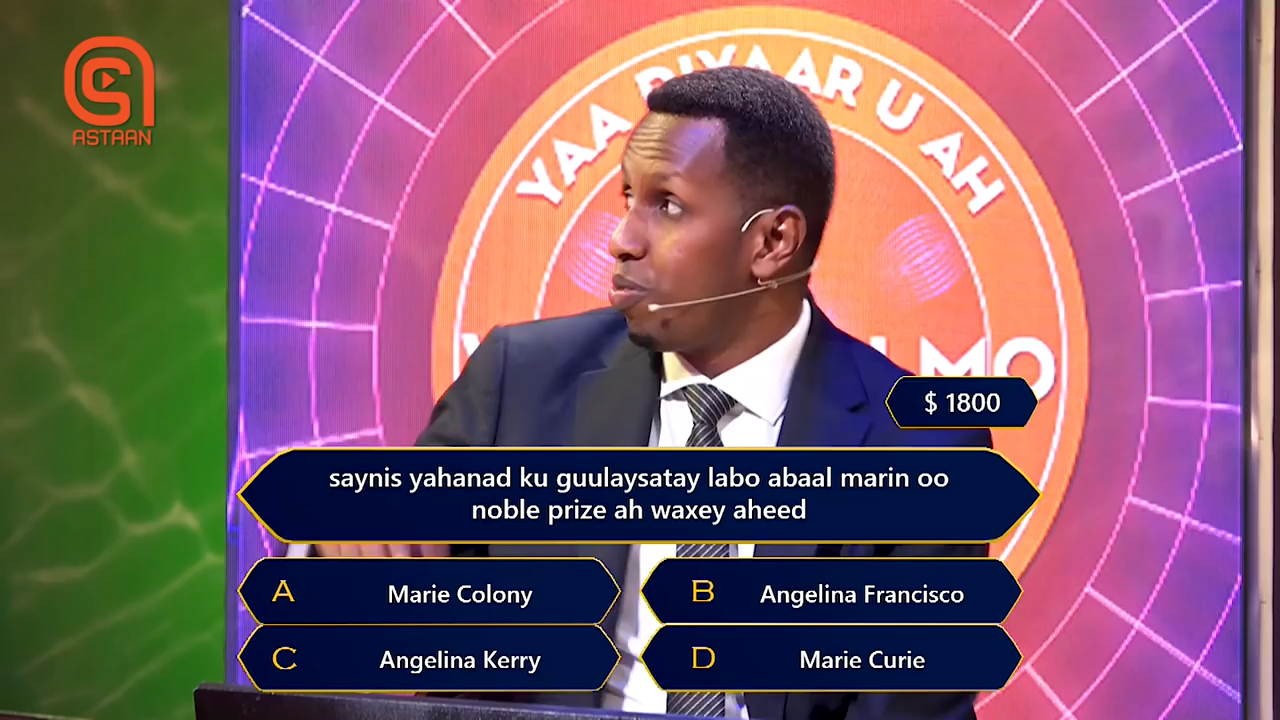 ASTAAN
YAA BIYAAR U AH
$ 1800
saynis yahanad ku guulaysatay labo abaal marin oo
noble prize ah waxey aheed
A Marie Colony
B Angelina Francisco
C Angelina Kerry
D Marie Curie